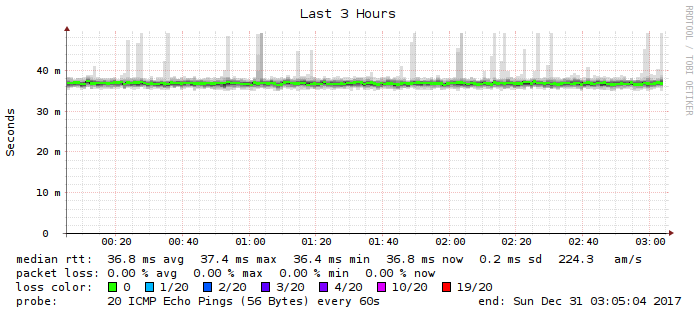 Last 3 Hours
RRDTOOL / TOBI OETIKER
Seconds
40 m
30 m
20 m
10 m
0
00:20 00:40 01:00 01:20 01:40 02:00 02:20 02:40 03:00
median rtt: 36.8 ms avg 37.4 ms max 36.4 ms min 36.8 ms now 0.2 ms sd 224.3 am/s
packet loss: 0.00 % avg 0.00 % max 0.00 % min 0.00 % now
loss color: 0 1/20 2/20 3/20 4/20 10/20 19/20
probe: 20 ICMP Echo Pings (56 Bytes) every 60s end: Sun Dec 31 03:05:04 2017